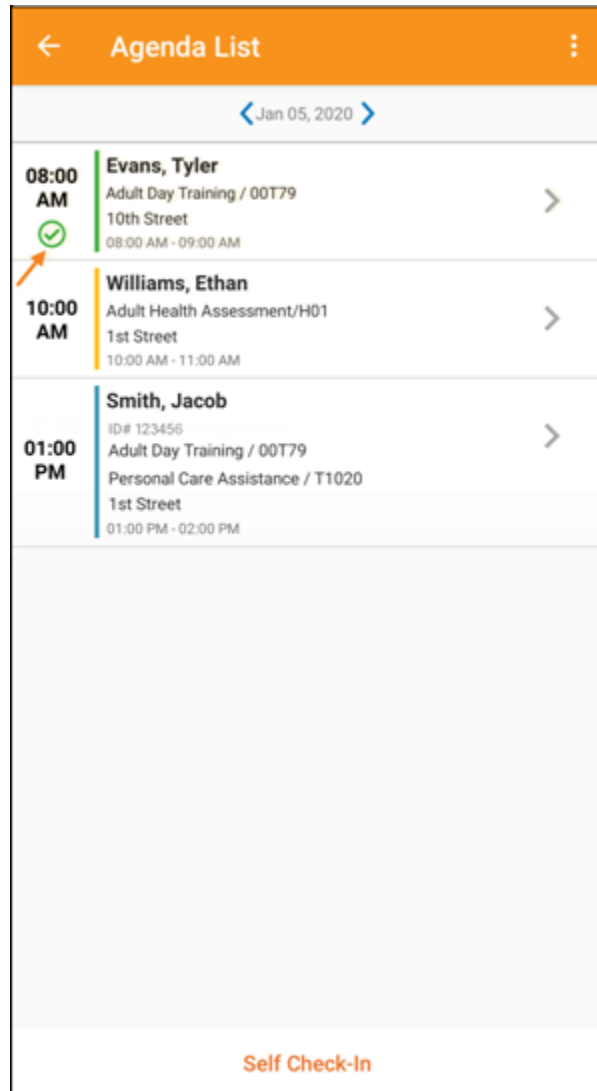 Agenda List
Jan 05, 2020
08:00
AM
Evans, Tyler
Adult Day Training / 00T79
10th Street
08:00 AM - 09:00 AM
10:00
AM
Williams, Ethan
Adult Health Assessment/H01
1st Street
10:00 AM - 11:00 AM
01:00
PM
Smith, Jacob
ID# 123456
Adult Day Training / 00T79
Personal Care Assistance / T1020
1st Street
01:00 PM - 02:00 PM
Self Check-In